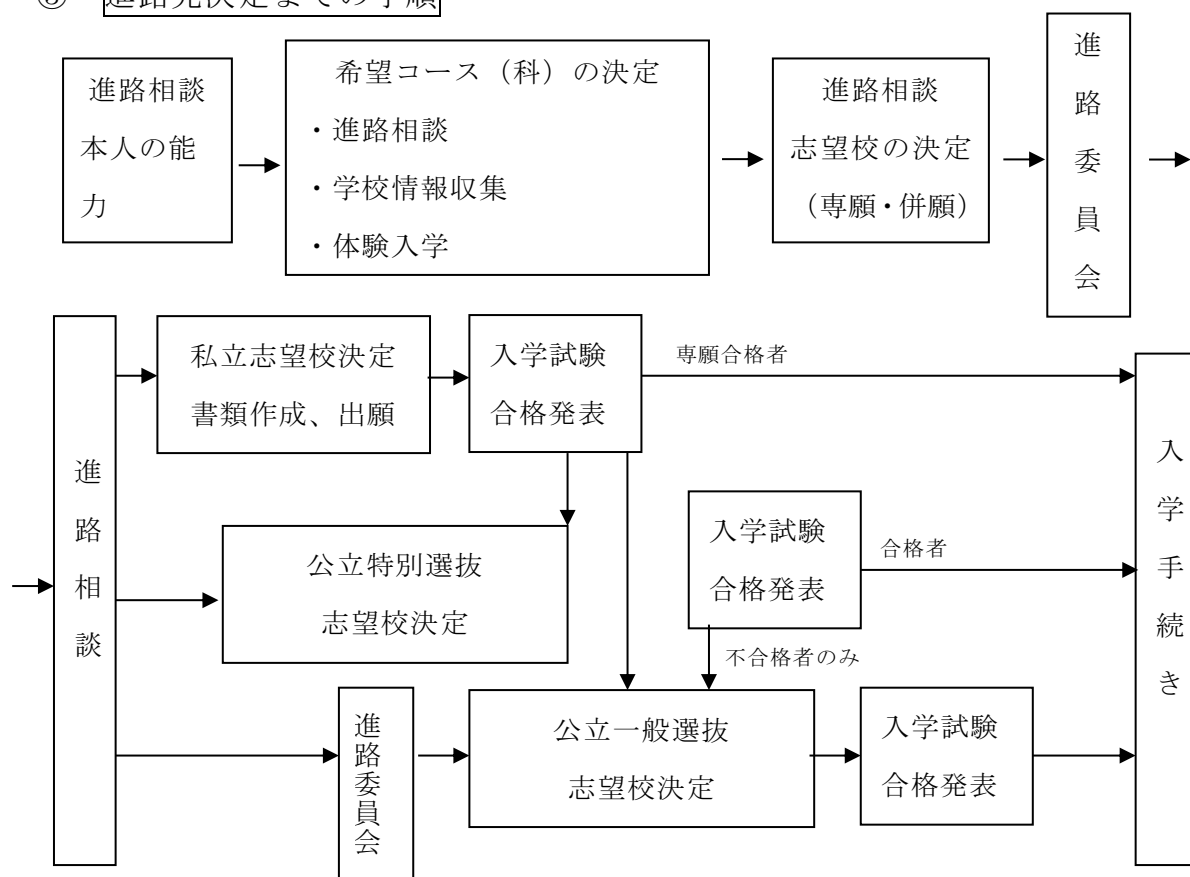 進路先決定までの手順
進路相談
本人の能
力
希望コース（科）の決定
・進路相談
・学校情報収集
・体験入学
進路相談
志望校の決定
（専願・併願）
進路委員会
進路相談
私立志望校決定
書類作成、出願
入学試験
合格発表
専願合格者
公立特別選抜
志望校決定
入学試験
合格発表
合格者
不合格者のみ
進路委員会
公立一般選抜
志望校決定
入学試験
合格発表
入学手続き